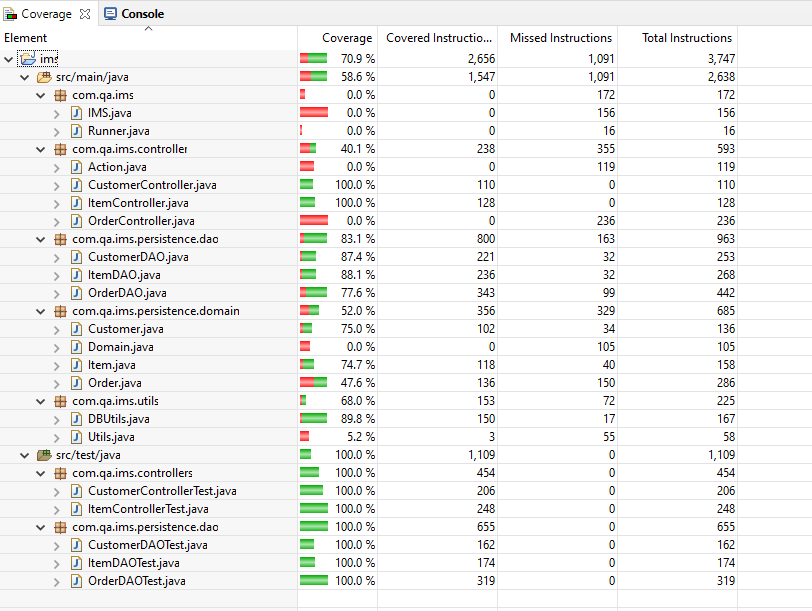 Coverage Console
Element Coverage Covered Instructio... Missed Instructions Total Instructions
ims 70.9 % 2,656 1,091 3,747
src/main/java 58.6 % 1,547 1,091 2,638
com.qa.ims 0.0 % 0 172 172
IMS.java 0.0 % 0 156 156
Runner.java 0.0 % 0 16 16
com.qa.ims.controller 40.1 % 238 355 593
Action.java 0.0 % 0 119 119
CustomerController.java 100.0 % 110 0 110
ItemController.java 100.0 % 128 0 128
OrderController.java 0.0 % 0 236 236
com.qa.ims.persistence.dao 83.1 % 800 163 963
CustomerDAO.java 87.4 % 221 32 253
ItemDAO.java 88.1 % 236 32 268
OrderDAO.java 77.6 % 343 99 442
com.qa.ims.persistence.domain 52.0 % 356 329 685
Customer.java 75.0 % 102 34 136
Domain.java 0.0 % 0 105 105
Item.java 74.7 % 118 40 158
Order.java 47.6 % 136 150 286
com.qa.ims.utils 68.0 % 153 72 225
DBUtils.java 89.8 % 150 17 167
Utils.java 5.2 % 3 55 58
src/test/java 100.0 % 1,109 0 1,109
com.qa.ims.controllers 100.0 % 454 0 454
CustomerControllerTest.java 100.0 % 206 0 206
ItemControllerTest.java 100.0 % 248 0 248
com.qa.ims.persistence.dao 100.0 % 655 0 655
CustomerDAOTest.java 100.0 % 162 0 162
ItemDAOTest.java 100.0 % 174 0 174
OrderDAOTest.java 100.0 % 319 0 319